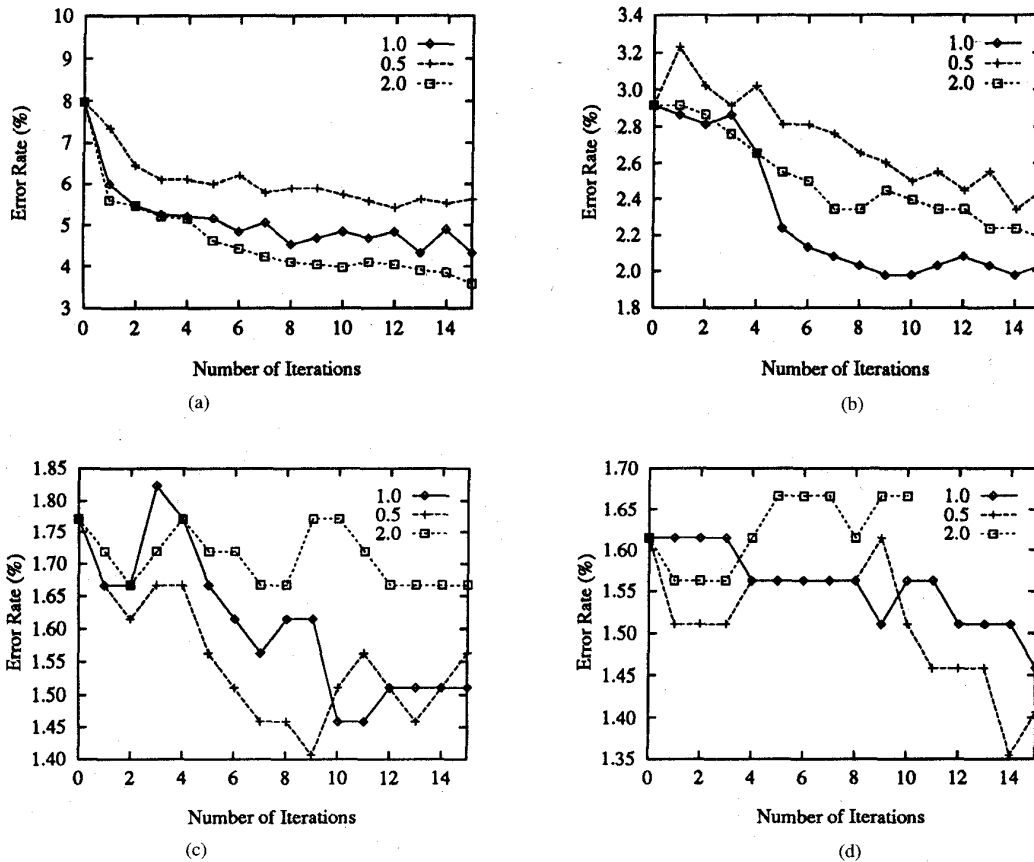 10
9
8
7
6
5
4
3
Error Rate (%)
1.0
0.5
2.0
0 2 4 6 8 10 12 14
Number of Iterations
(a)
3.4
3.2
3.0
2.8
2.6
2.4
2.2
2.0
1.8
Error Rate (%)
1.0
0.5
2.0
0 2 4 6 8 10 12 14
Number of Iterations
(b)
1.85
1.80
1.75
1.70
1.65
1.60
1.55
1.50
1.45
1.40
Error Rate (%)
1.0
0.5
2.0
0 2 4 6 8 10 12 14
Number of Iterations
(c)
1.70
1.65
1.60
1.55
1.50
1.45
1.40
1.35
Error Rate (%)
1.0
0.5
2.0
0 2 4 6 8 10 12 14
Number of Iterations
(d)